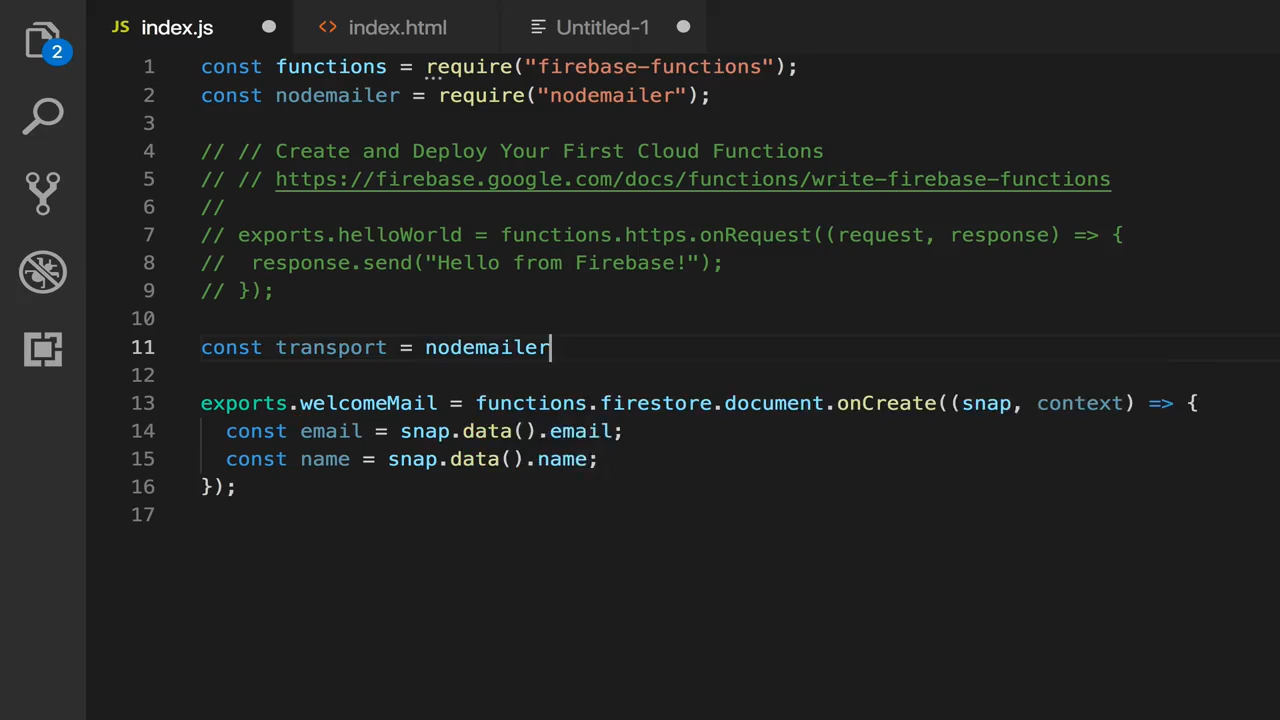 JS index.js
<> index.html
Untitled-1
2
1 const functions = require("firebase-functions");
2 const nodemailer = require("nodemailer");
3
4 // // Create and Deploy Your First Cloud Functions
5 // // https://firebase.google.com/docs/functions/write-firebase-functions
6 //
7 // exports.helloWorld = functions.https.onRequest((request, response) => {
8 //  response.send("Hello from Firebase!");
9 // });
10
11 const transport = nodemailer
12
13 exports.welcomeMail = functions.firestore.document.onCreate((snap, context) => {
14   const email = snap.data().email;
15   const name = snap.data().name;
16 });
17